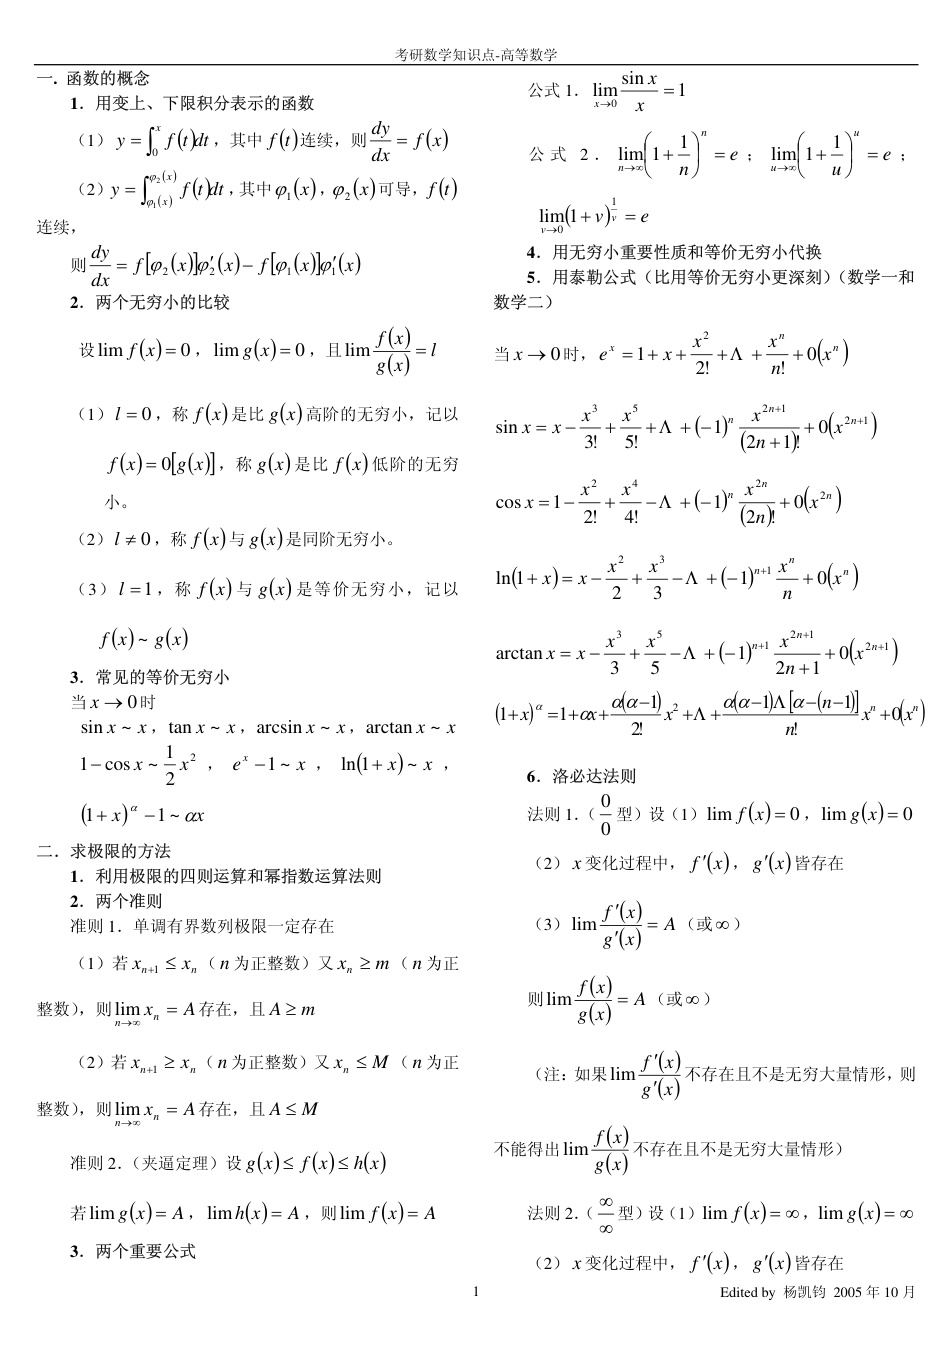 考研数学知识点-高等数学
一. 函数的概念
1. 用变上、下限积分表示的函数
（1） y = ∫₀ˣ f(t)dt ，其中 f(t) 连续，则 dy/dx = f(x)
（2） y = ∫_{φ₁(x)}^{φ₂(x)} f(t)dt ，其中 φ₁(x) ，φ₂(x) 可导，f(t)
连续，
则 dy/dx = f[φ₂(x)]φ₂′(x) − f[φ₁(x)]φ₁′(x)
2. 两个无穷小的比较
设 lim f(x) = 0 ，lim g(x) = 0 ，且 lim f(x)/g(x) = l
（1） l = 0 ，称 f(x) 是比 g(x) 高阶的无穷小，记以
f(x) = 0[g(x)] ，称 g(x) 是比 f(x) 低阶的无穷
小。
（2） l ≠ 0 ，称 f(x) 与 g(x) 是同阶无穷小。
（3） l = 1 ，称 f(x) 与 g(x) 是等价无穷小，记以
f(x) ~ g(x)
3. 常见的等价无穷小
当 x → 0 时
sin x ~ x ，tan x ~ x ，arcsin x ~ x ，arctan x ~ x
1 − cos x ~ 1/2 x² ， eˣ − 1 ~ x ， ln(1 + x) ~ x ，
(1 + x)^α − 1 ~ αx
二. 求极限的方法
1. 利用极限的四则运算和幂指数运算法则
2. 两个准则
准则 1. 单调有界数列极限一定存在
（1）若 x_{n+1} ≤ x_n （ n 为正整数）又 x_n ≥ m （ n 为正
整数），则 lim_{n→∞} x_n = A 存在，且 A ≥ m
（2）若 x_{n+1} ≥ x_n （ n 为正整数）又 x_n ≤ M （ n 为正
整数），则 lim_{n→∞} x_n = A 存在，且 A ≤ M
准则 2.（夹逼定理）设 g(x) ≤ f(x) ≤ h(x)
若 lim g(x) = A ，lim h(x) = A ，则 lim f(x) = A
3. 两个重要公式
公式 1. lim_{x→0} sin x / x = 1
公式 2. lim_{n→∞} (1 + 1/n)^n = e ； lim_{u→∞} (1 + 1/u)^u = e ；
lim_{v→0} (1 + v)^{1/v} = e
4. 用无穷小重要性质和等价无穷小代换
5. 用泰勒公式（比用等价无穷小更深刻）（数学一和
数学二）
当 x → 0 时， eˣ = 1 + x + x²/2! + Λ + xⁿ/n! + 0(xⁿ)
sin x = x − x³/3! + x⁵/5! + Λ + (−1)ⁿ x^{2n+1}/(2n + 1)! + 0(x^{2n+1})
cos x = 1 − x²/2! + x⁴/4! − Λ + (−1)ⁿ x^{2n}/(2n)! + 0(x^{2n})
ln(1 + x) = x − x²/2 + x³/3 − Λ + (−1)^{n+1} xⁿ/n + 0(xⁿ)
arctan x = x − x³/3 + x⁵/5 − Λ + (−1)^{n+1} x^{2n+1}/(2n + 1) + 0(x^{2n+1})
(1+x)^α = 1+αx+ α(α−1)/2! x² +Λ + α(α−1)Λ[α−(n−1)]/n! xⁿ +0(xⁿ)
6. 洛必达法则
法则 1.（ 0/0 型）设（1） lim f(x) = 0 ，lim g(x) = 0
（2） x 变化过程中， f′(x) ， g′(x) 皆存在
（3） lim f′(x)/g′(x) = A （或 ∞ ）
则 lim f(x)/g(x) = A （或 ∞ ）
（注：如果 lim f′(x)/g′(x) 不存在且不是无穷大量情形，则
不能得出 lim f(x)/g(x) 不存在且不是无穷大量情形）
法则 2.（ ∞/∞ 型）设（1） lim f(x) = ∞ ，lim g(x) = ∞
（2） x 变化过程中， f′(x) ， g′(x) 皆存在
1
Edited by 杨凯钧 2005 年 10 月